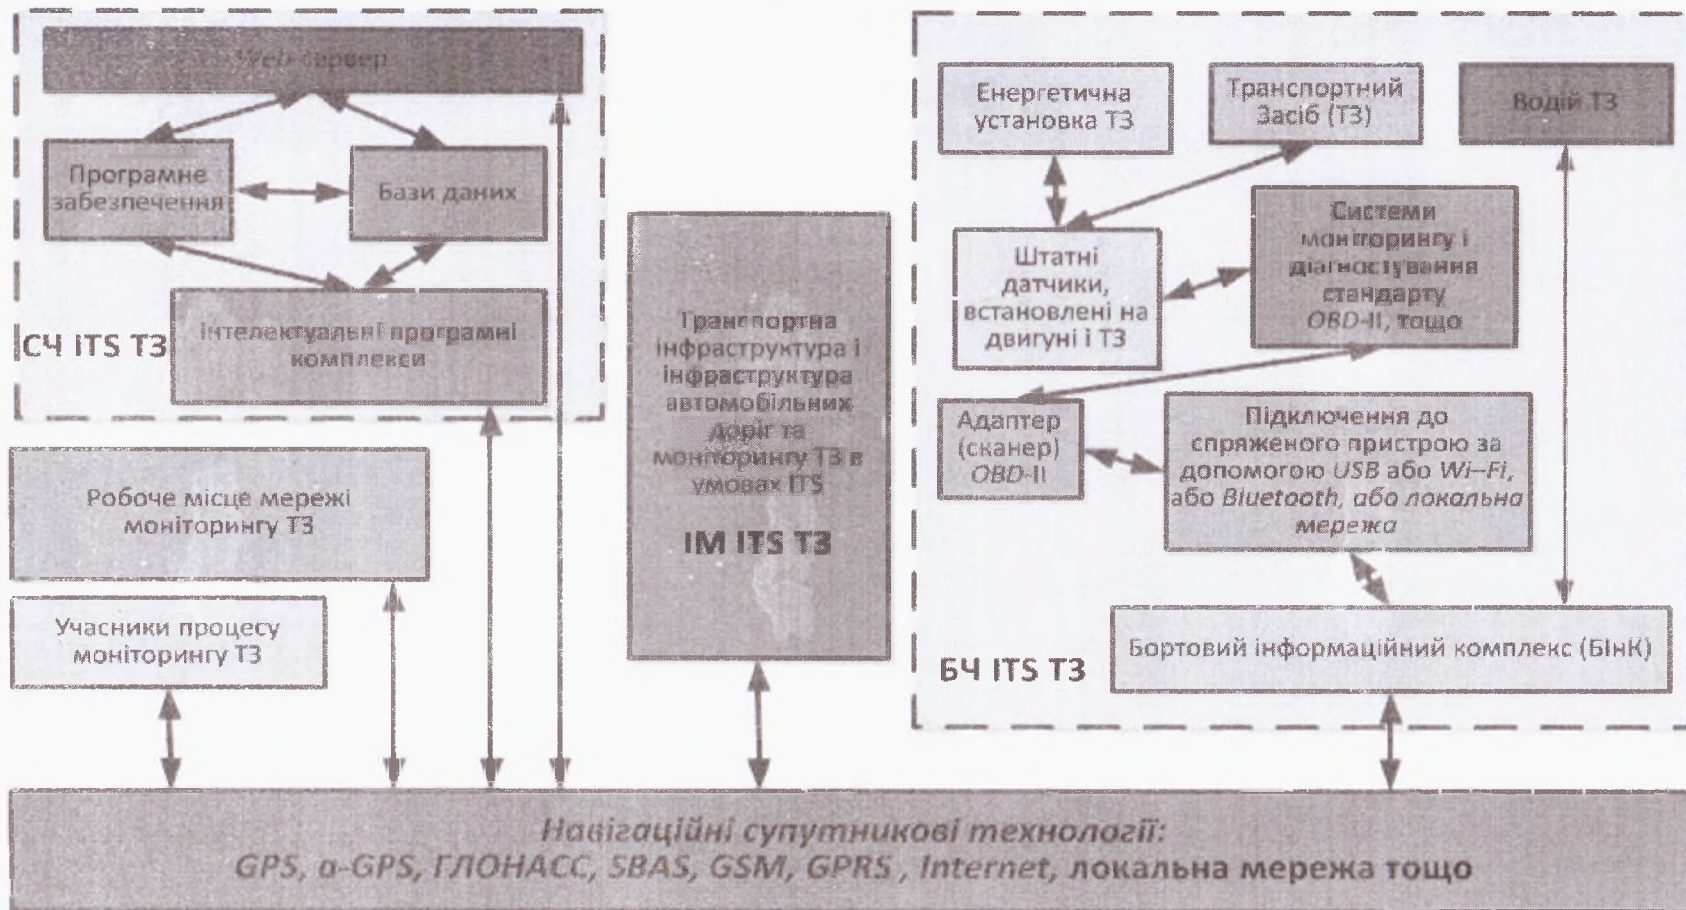 Web-сервер
Програмне
забезпечення
Бази даних
Інтелектуальні програмні
комплекси
СЧ ITS ТЗ
Робоче місце мережі
моніторингу ТЗ
Учасники процесу
моніторингу ТЗ
Транспортна
інфраструктура і
інфраструктура
автомобільних
доріг та
моніторингу ТЗ в
умовах ITS
ІМ ITS ТЗ
Енергетична
установка ТЗ
Транспортний
Засіб (ТЗ)
Водій ТЗ
Штатні
датчики,
встановлені на
двигуні і ТЗ
Системи
моніторингу і
діагностування
стандарту
OBD-II, тощо
Адаптер
(сканер)
OBD-II
Підключення до
спряженого пристрою за
допомогою USB або Wi–Fi,
або Bluetooth, або локальна
мережа
Бортовий інформаційний комплекс (БІнК)
БЧ ITS ТЗ
Навігаційні супутникові технології:
GPS, a-GPS, ГЛОНАСС, SBAS, GSM, GPRS , Internet, локальна мережа тощо